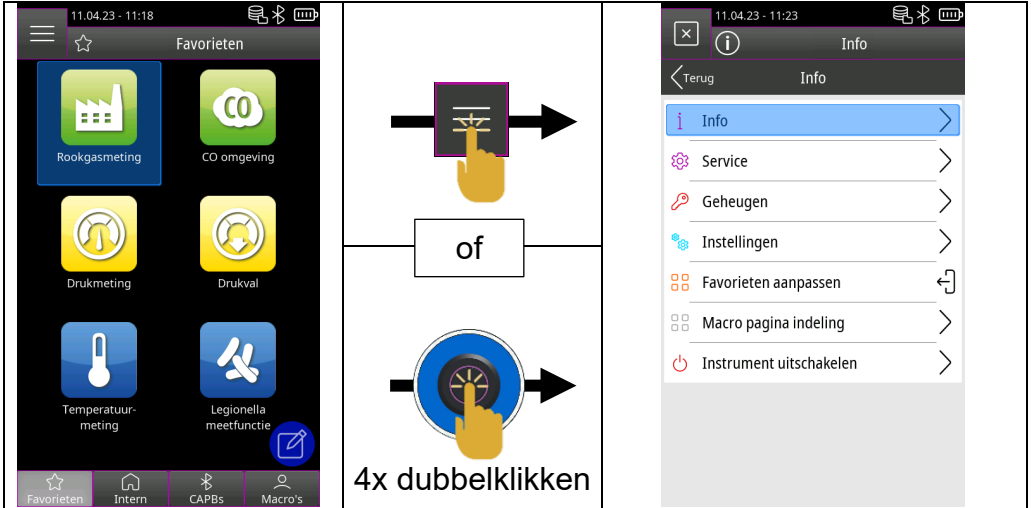 11.04.23 - 11:18
Favorieten
Rookgasmeting
CO
CO omgeving
Drukmeting
Drukval
Temperatuur-
meting
Legionella
meetfunctie
Favorieten
Intern
CAPBs
Macro's
of
4x dubbelklikken
11.04.23 - 11:23
Info
Terug
Info
Info
Service
Geheugen
Instellingen
Favorieten aanpassen
Macro pagina indeling
Instrument uitschakelen